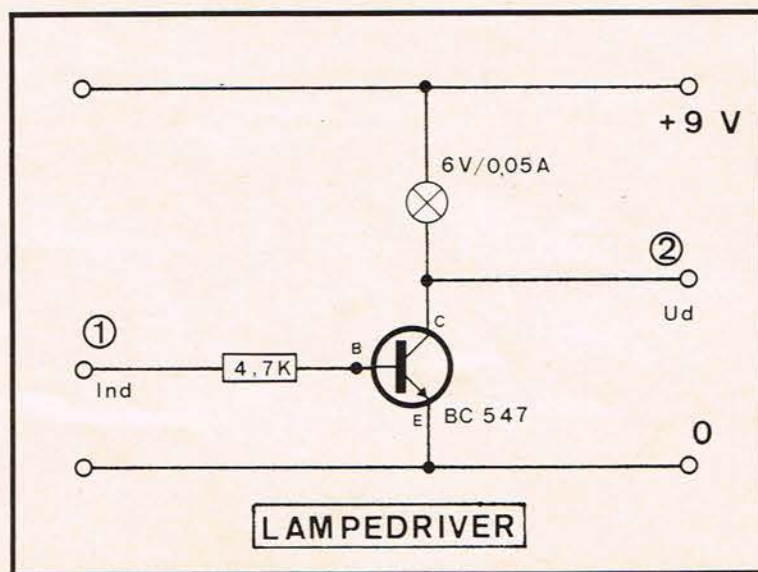 +9 V
6V/0,05A
②
Ud
C
①
B
4,7K
Ind
E
BC 547
0
LAMPEDRIVER